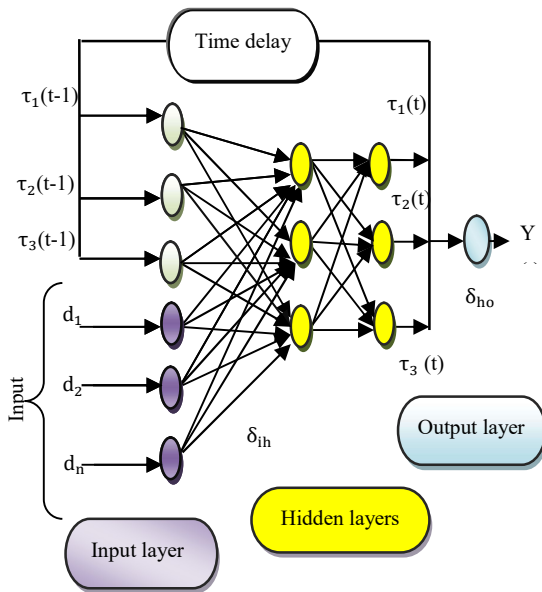 Time delay
τ₁(t-1)
τ₁(t)
τ₂(t-1)
τ₂(t)
τ₃(t-1)
Y
δₕₒ
d₁
τ₃ (t)
d₂
Input
δᵢₕ
dₙ
Output layer
Hidden layers
Input layer